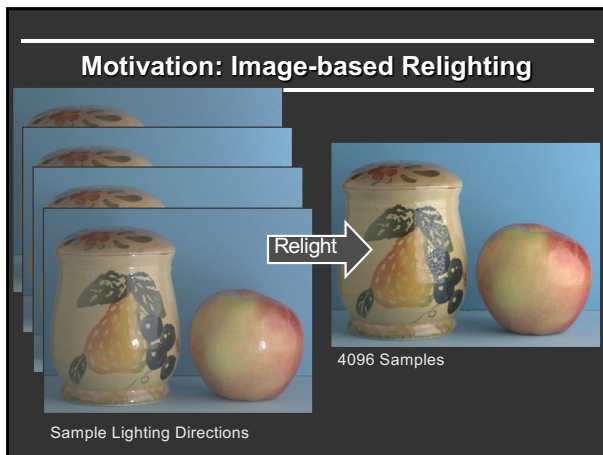 Motivation: Image-based Relighting
Relight
4096 Samples
Sample Lighting Directions